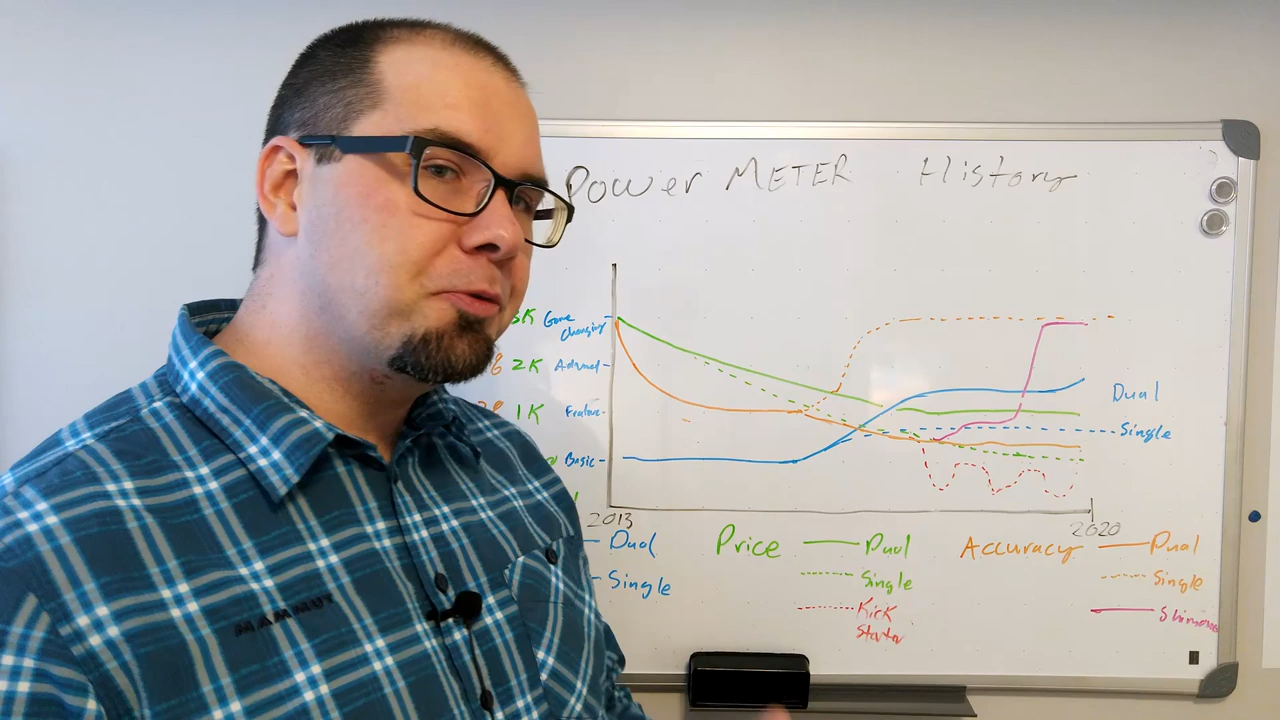 Power METER History
3K Game
Changing
2K Advanced
1K Feature
Basic
Dual
Single
2013
2020
Dual Price Dual Accuracy Dual
Single Single Single
Kick
Starter
Shimano
MAMMUT